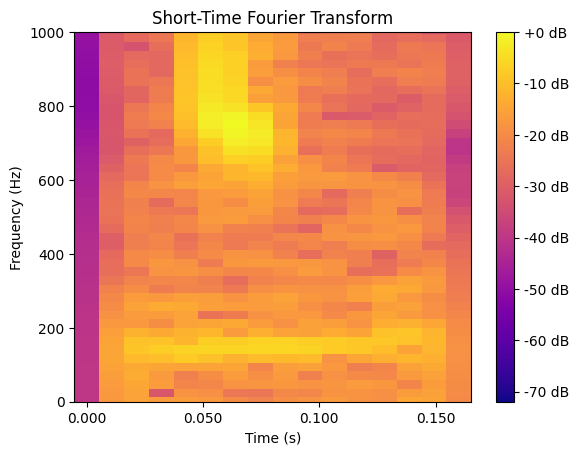 Short-Time Fourier Transform
1000
800
600
400
200
0
Frequency (Hz)
0.000
0.050
0.100
0.150
Time (s)
+0 dB
-10 dB
-20 dB
-30 dB
-40 dB
-50 dB
-60 dB
-70 dB